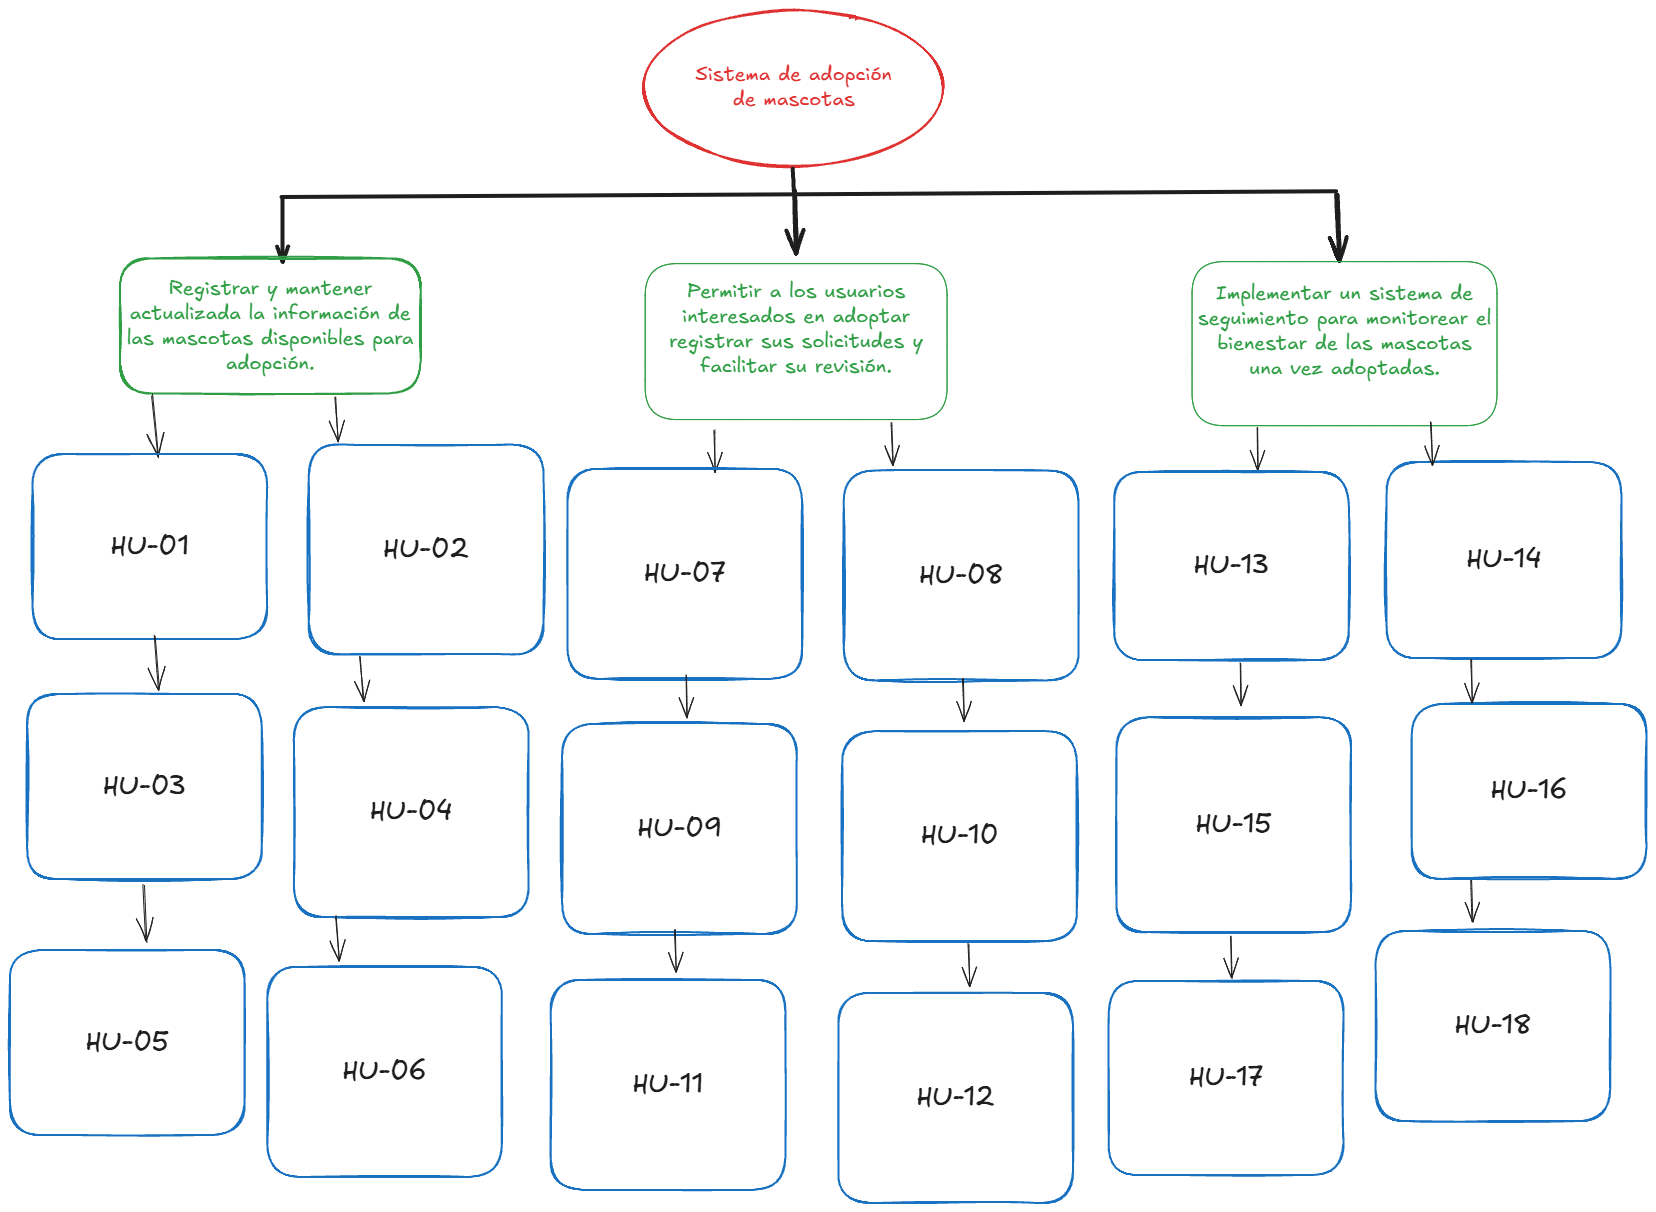 Sistema de adopción
de mascotas
Registrar y mantener
actualizada la información de
las mascotas disponibles para
adopción.
Permitir a los usuarios
interesados en adoptar
registrar sus solicitudes y
facilitar su revisión.
Implementar un sistema de
seguimiento para monitorear el
bienestar de las mascotas
una vez adoptadas.
HU-01
HU-02
HU-07
HU-08
HU-13
HU-14
HU-03
HU-04
HU-09
HU-10
HU-15
HU-16
HU-05
HU-06
HU-11
HU-12
HU-17
HU-18